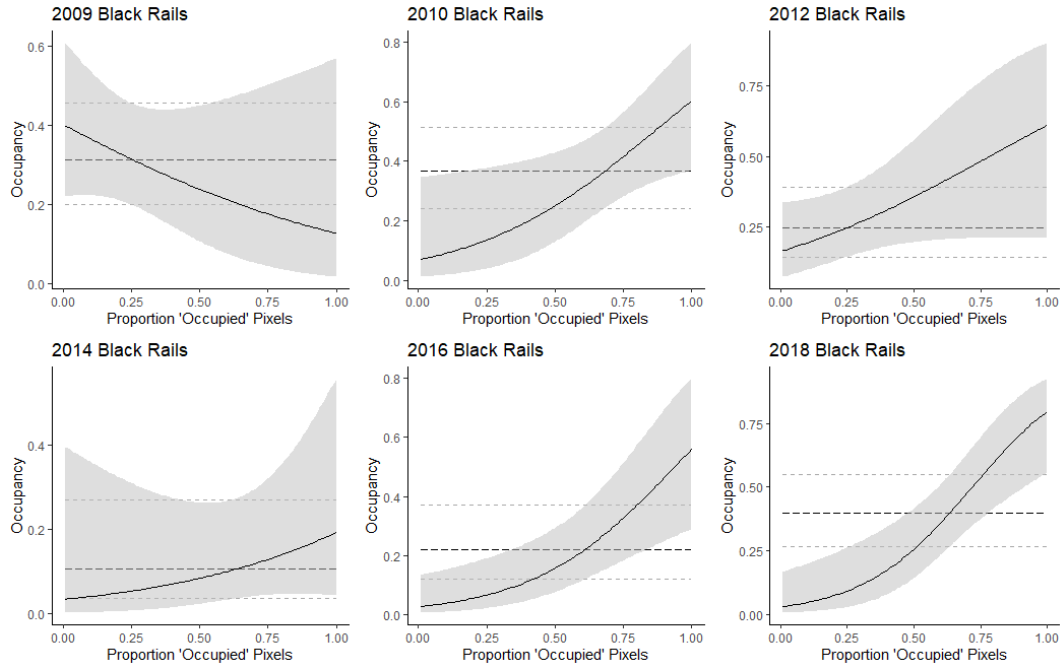 2009 Black Rails
2010 Black Rails
2012 Black Rails
Occupancy
0.6
0.4
0.2
0.0
0.00 0.25 0.50 0.75 1.00
Proportion 'Occupied' Pixels
Occupancy
0.8
0.6
0.4
0.2
0.0
0.00 0.25 0.50 0.75 1.00
Proportion 'Occupied' Pixels
Occupancy
0.75
0.50
0.25
0.00 0.25 0.50 0.75 1.00
Proportion 'Occupied' Pixels
2014 Black Rails
2016 Black Rails
2018 Black Rails
Occupancy
0.4
0.2
0.0
0.00 0.25 0.50 0.75 1.00
Proportion 'Occupied' Pixels
Occupancy
0.8
0.6
0.4
0.2
0.0
0.00 0.25 0.50 0.75 1.00
Proportion 'Occupied' Pixels
Occupancy
0.75
0.50
0.25
0.00
0.00 0.25 0.50 0.75 1.00
Proportion 'Occupied' Pixels